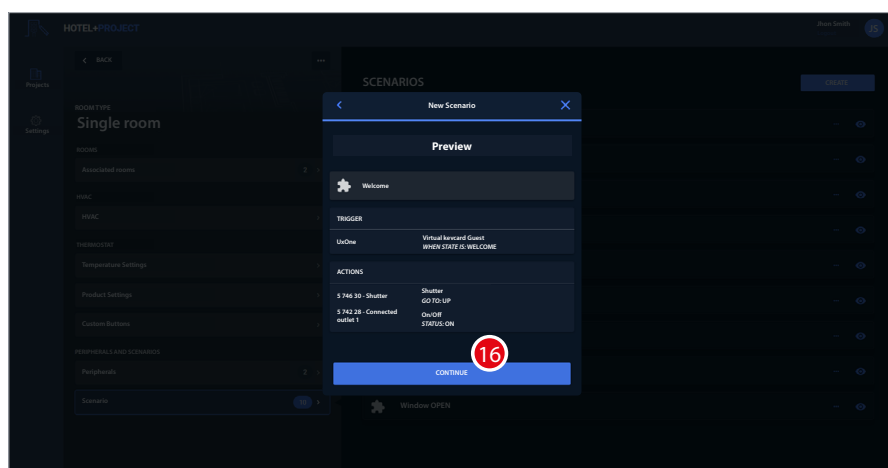 HOTEL+PROJECT
Jhon Smith
JS
BACK
Projects
Settings
ROOM TYPE
Single room
ROOMS
Associated rooms 2
HVAC
HVAC
THERMOSTAT
Temperature Settings
Product Settings
Custom Buttons
PERIPHERALS AND SCENARIOS
Peripherals 2
Scenario 10
SCENARIOS
CREATE
New Scenario
Preview
Welcome
TRIGGER
UxOne
Virtual keycard Guest
WHEN STATE IS: WELCOME
ACTIONS
5 746 30 - Shutter
Shutter
GO TO: UP
5 742 28 - Connected
outlet 1
On/Off
STATUS: ON
16
CONTINUE
Window OPEN